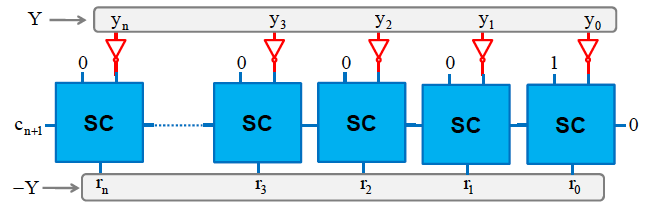 Y yₙ y₃ y₂ y₁ y₀
0 0 0 0 1
cₙ₊₁ SC SC SC SC SC 0
−Y rₙ r₃ r₂ r₁ r₀